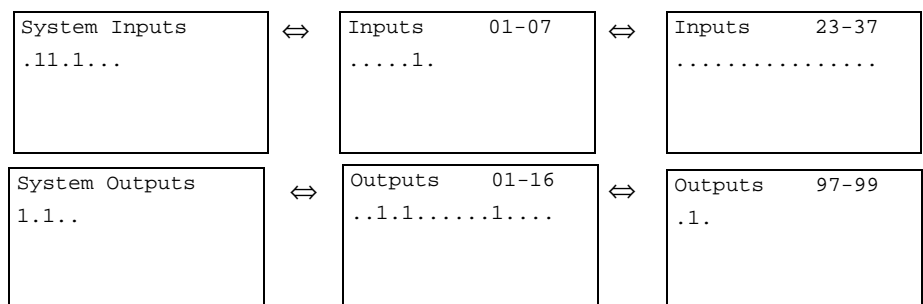 System Inputs
.11.1...
⇔
Inputs 01-07
.....1.
⇔
Inputs 23-37
................
System Outputs
1.1..
⇔
Outputs 01-16
..1.1......1....
⇔
Outputs 97-99
.1.